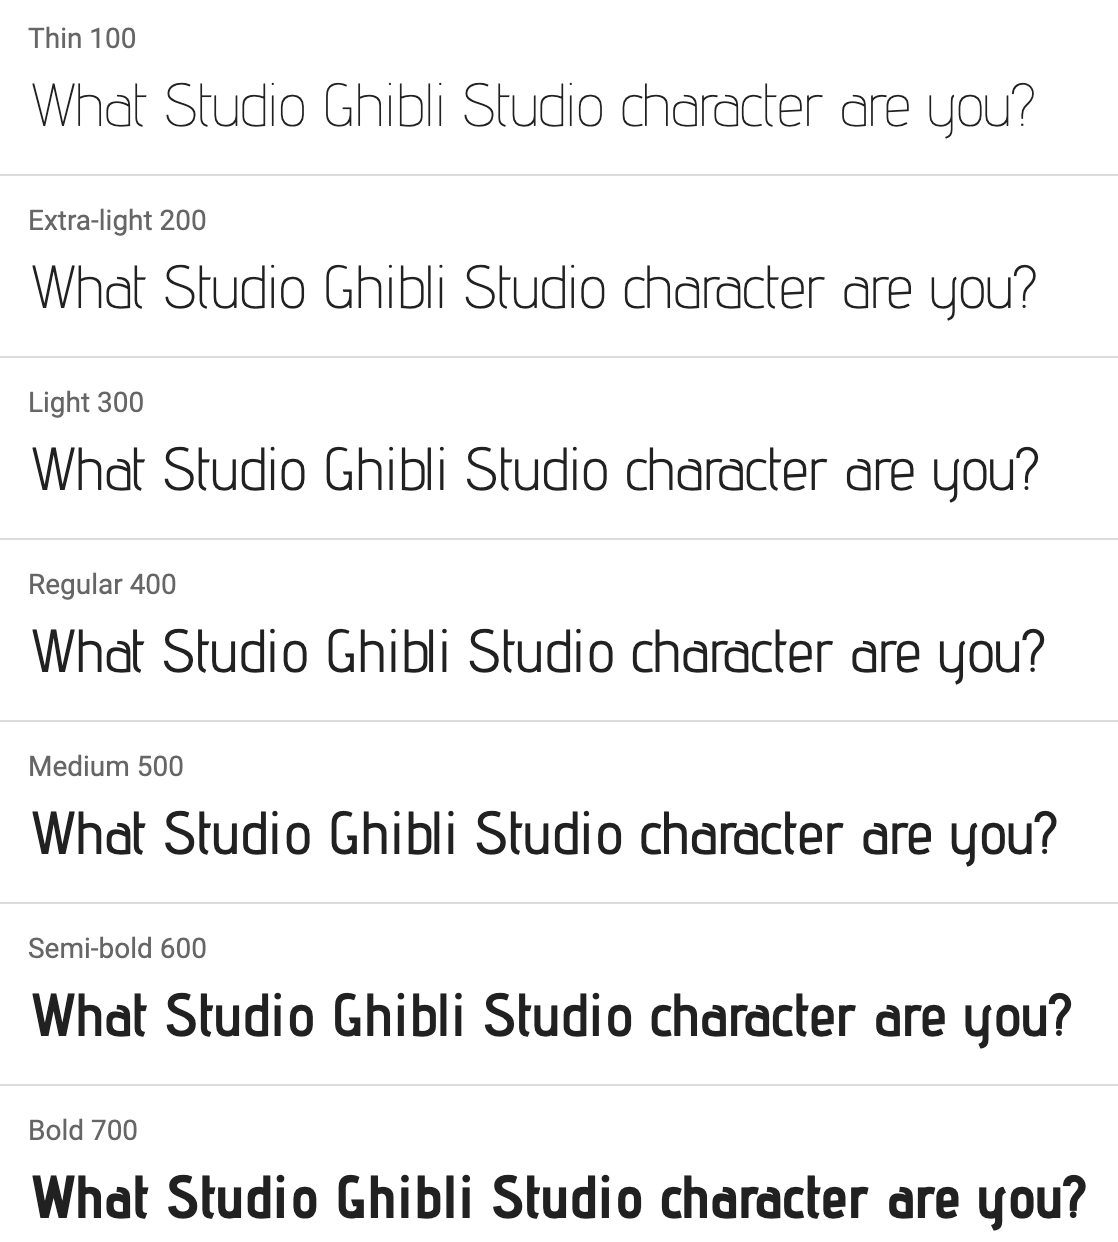 Thin 100
What Studio Ghibli Studio character are you?
Extra-light 200
What Studio Ghibli Studio character are you?
Light 300
What Studio Ghibli Studio character are you?
Regular 400
What Studio Ghibli Studio character are you?
Medium 500
What Studio Ghibli Studio character are you?
Semi-bold 600
What Studio Ghibli Studio character are you?
Bold 700
What Studio Ghibli Studio character are you?